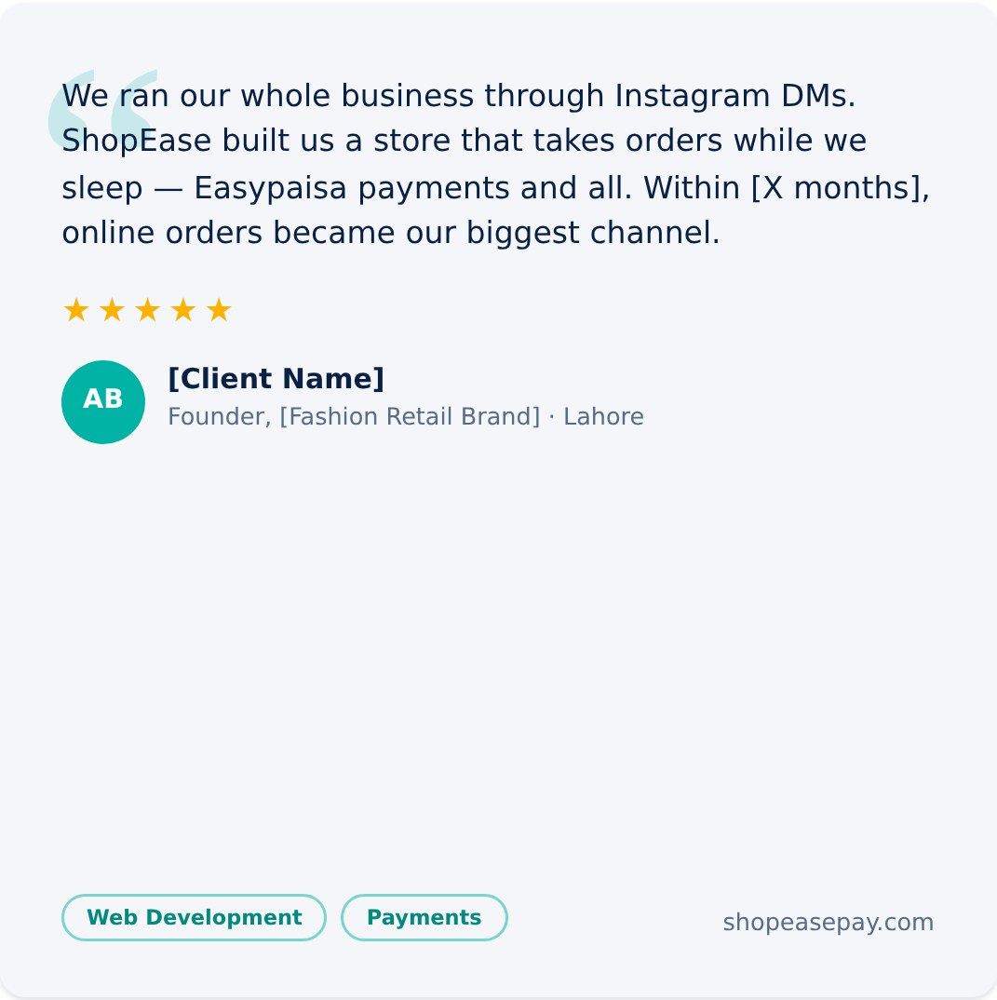 We ran our whole business through Instagram DMs.
ShopEase built us a store that takes orders while we
sleep — Easypaisa payments and all. Within [X months],
online orders became our biggest channel.
★★★★★
AB
[Client Name]
Founder, [Fashion Retail Brand] · Lahore
Web Development
Payments
shopeasepay.com